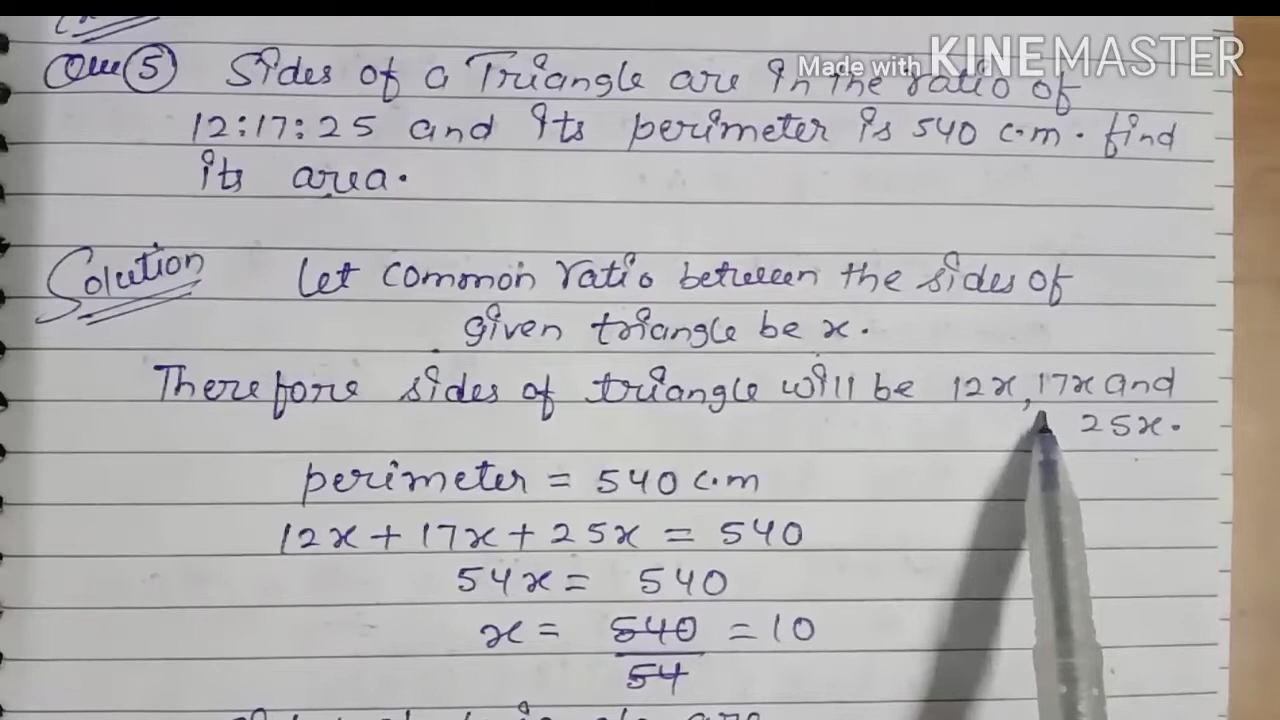 Made with KINEMASTER
Que 5 Sides of a Triangle are in the ratio of
12:17:25 and its perimeter is 540 c.m. find
its area.
Solution Let common ratio between the sides of
given triangle be x.
Therefore sides of triangle will be 12x, 17x and
25x.
perimeter = 540 c.m
12x + 17x + 25x = 540
54x = 540
x = 540/54 = 10